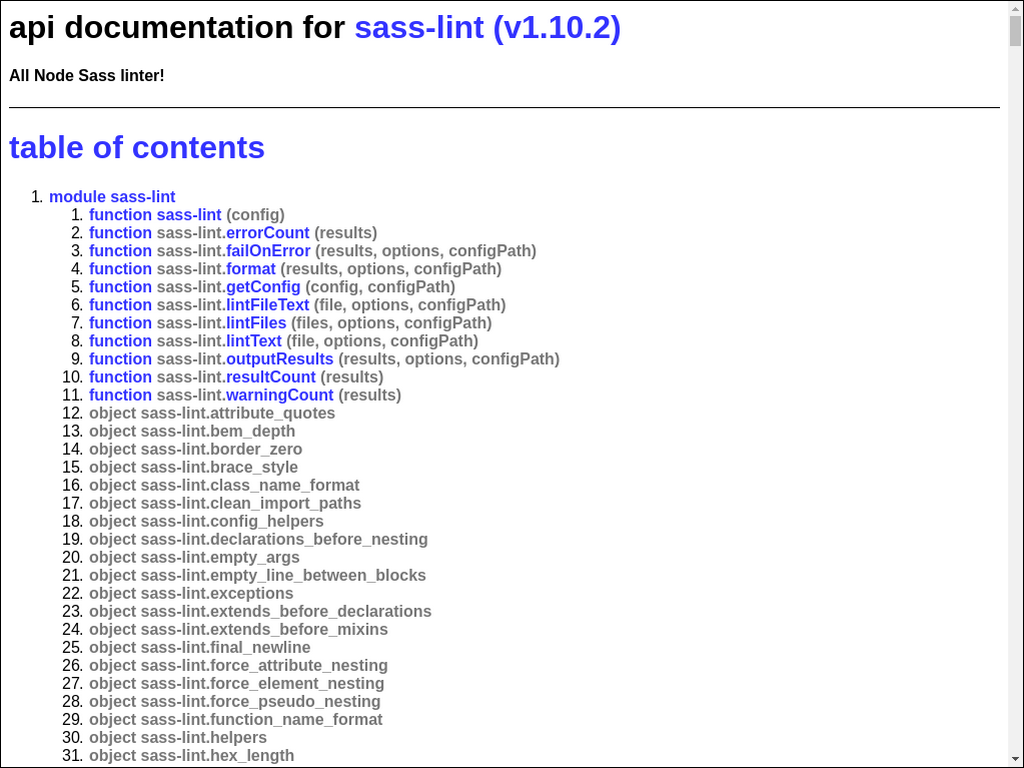 api documentation for sass-lint (v1.10.2)
All Node Sass linter!
table of contents
1. module sass-lint
1. function sass-lint (config)
2. function sass-lint.errorCount (results)
3. function sass-lint.failOnError (results, options, configPath)
4. function sass-lint.format (results, options, configPath)
5. function sass-lint.getConfig (config, configPath)
6. function sass-lint.lintFileText (file, options, configPath)
7. function sass-lint.lintFiles (files, options, configPath)
8. function sass-lint.lintText (file, options, configPath)
9. function sass-lint.outputResults (results, options, configPath)
10. function sass-lint.resultCount (results)
11. function sass-lint.warningCount (results)
12. object sass-lint.attribute_quotes
13. object sass-lint.bem_depth
14. object sass-lint.border_zero
15. object sass-lint.brace_style
16. object sass-lint.class_name_format
17. object sass-lint.clean_import_paths
18. object sass-lint.config_helpers
19. object sass-lint.declarations_before_nesting
20. object sass-lint.empty_args
21. object sass-lint.empty_line_between_blocks
22. object sass-lint.exceptions
23. object sass-lint.extends_before_declarations
24. object sass-lint.extends_before_mixins
25. object sass-lint.final_newline
26. object sass-lint.force_attribute_nesting
27. object sass-lint.force_element_nesting
28. object sass-lint.force_pseudo_nesting
29. object sass-lint.function_name_format
30. object sass-lint.helpers
31. object sass-lint.hex_length